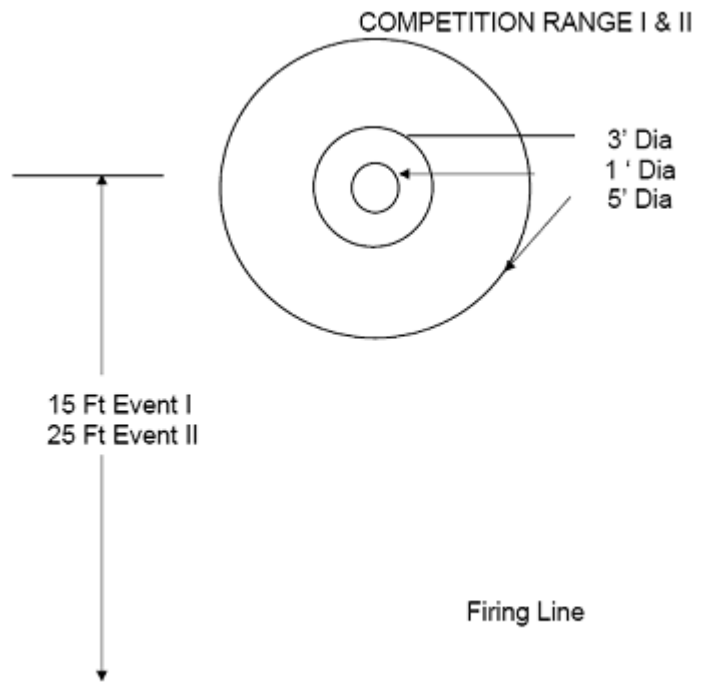 COMPETITION RANGE I & II
3’ Dia
1 ‘ Dia
5’ Dia
15 Ft Event I
25 Ft Event II
Firing Line